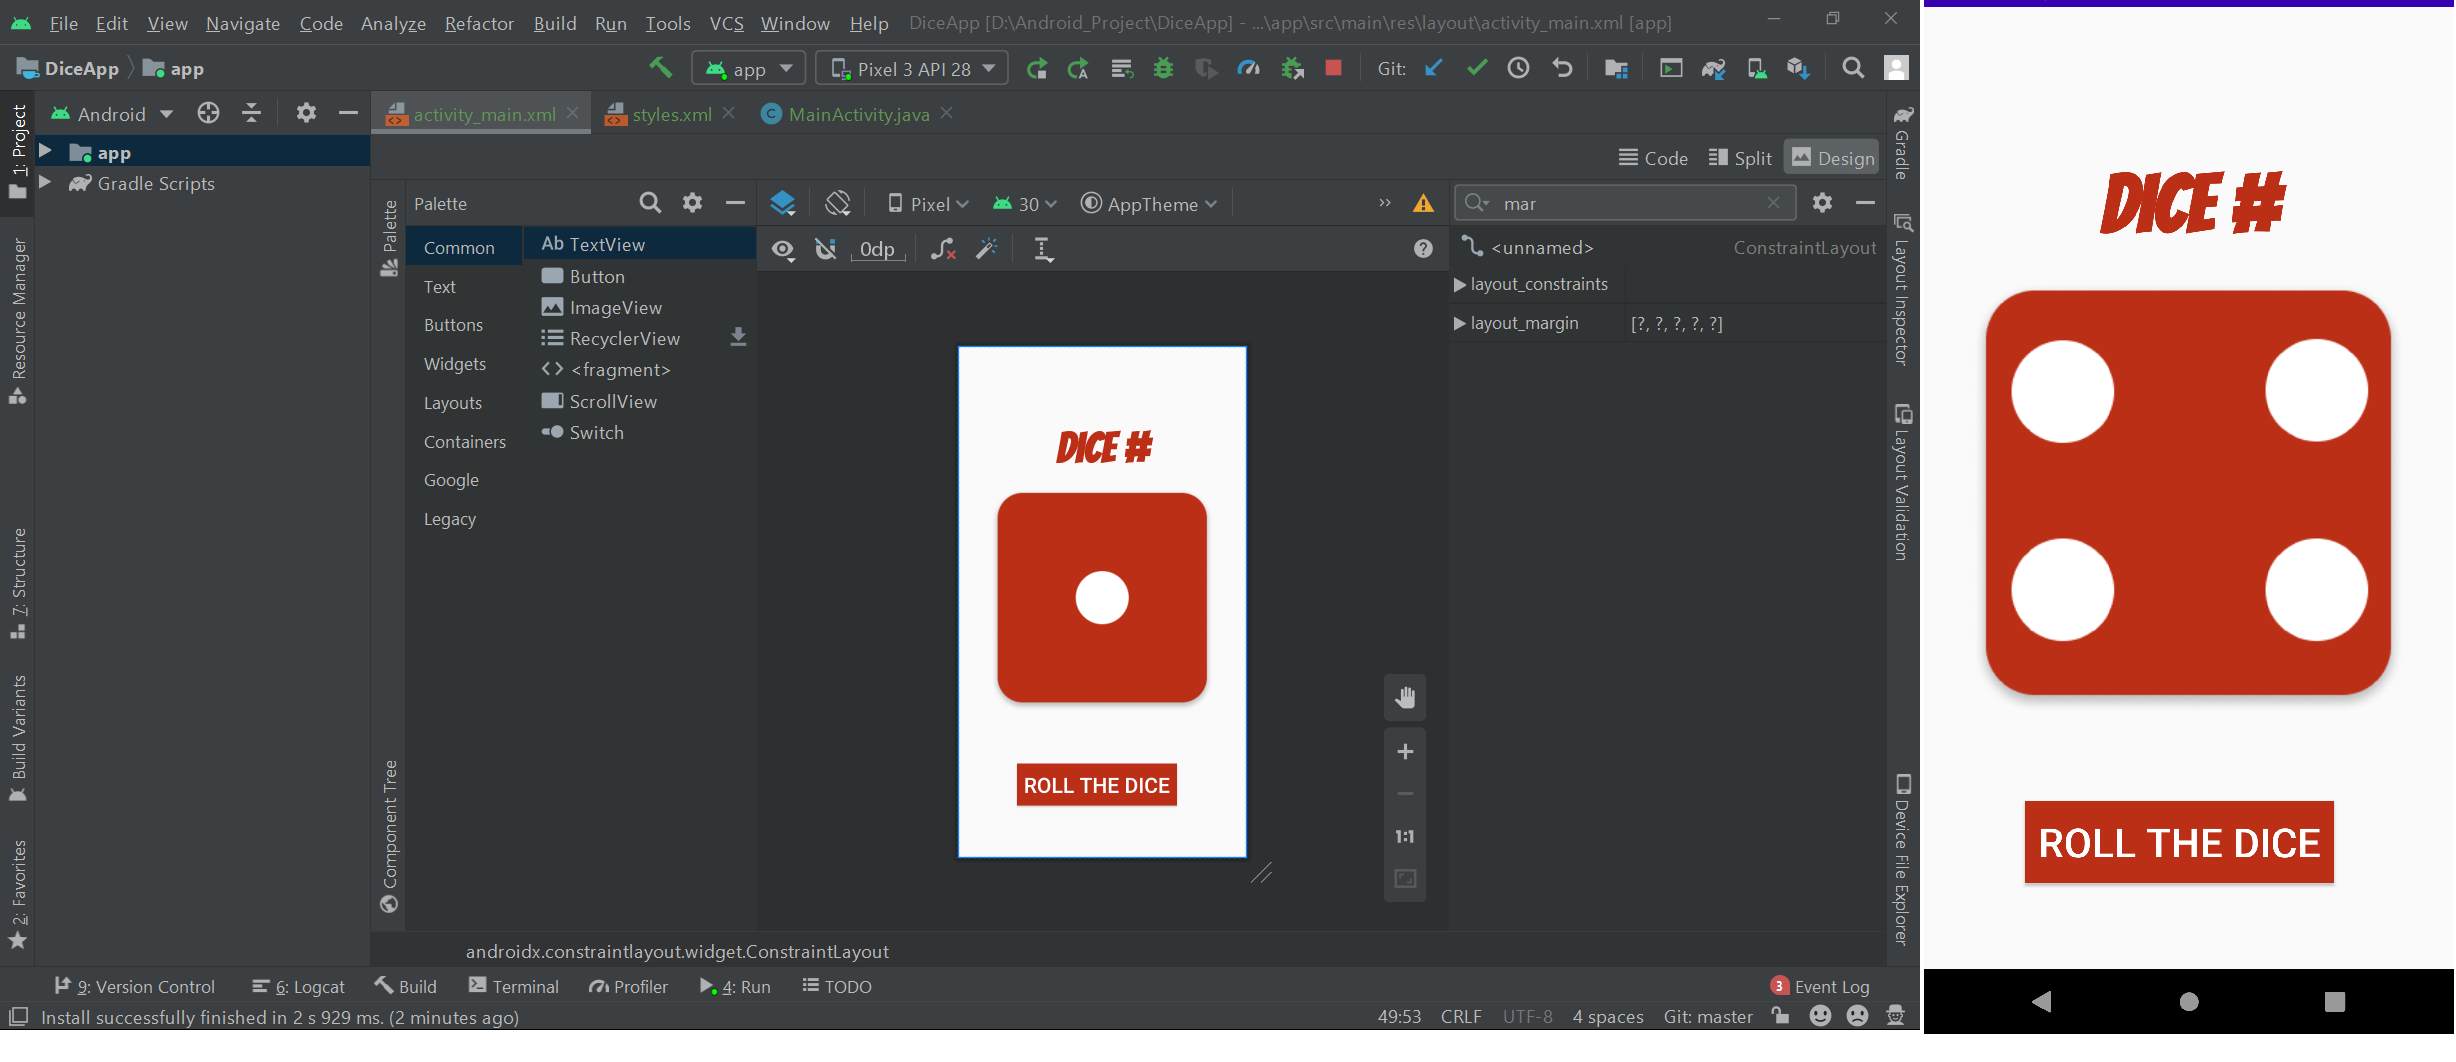 File Edit View Navigate Code Analyze Refactor Build Run Tools VCS Window Help DiceApp [D:\Android_Project\DiceApp] - ...\app\src\main\res\layout\activity_main.xml [app]
DiceApp app
app
Pixel 3 API 28
Git:
1: Project
Resource Manager
7: Structure
Build Variants
2: Favorites
Android
app
Gradle Scripts
activity_main.xml
styles.xml
C MainActivity.java
Code Split Design
Palette
Component Tree
Palette
Common
Text
Buttons
Widgets
Layouts
Containers
Google
Legacy
Ab TextView
Button
ImageView
RecyclerView
<> <fragment>
ScrollView
Switch
Pixel 30 AppTheme >>
0dp
?
DICE #
ROLL THE DICE
1:1
mar
<unnamed> ConstraintLayout
layout_constraints
layout_margin [?, ?, ?, ?, ?]
Gradle
Layout Inspector
Layout Validation
Device File Explorer
androidx.constraintlayout.widget.ConstraintLayout
9: Version Control 6: Logcat Build Terminal Profiler 4: Run TODO 3 Event Log
Install successfully finished in 2 s 929 ms. (2 minutes ago) 49:53 CRLF UTF-8 4 spaces Git: master
DICE #
ROLL THE DICE